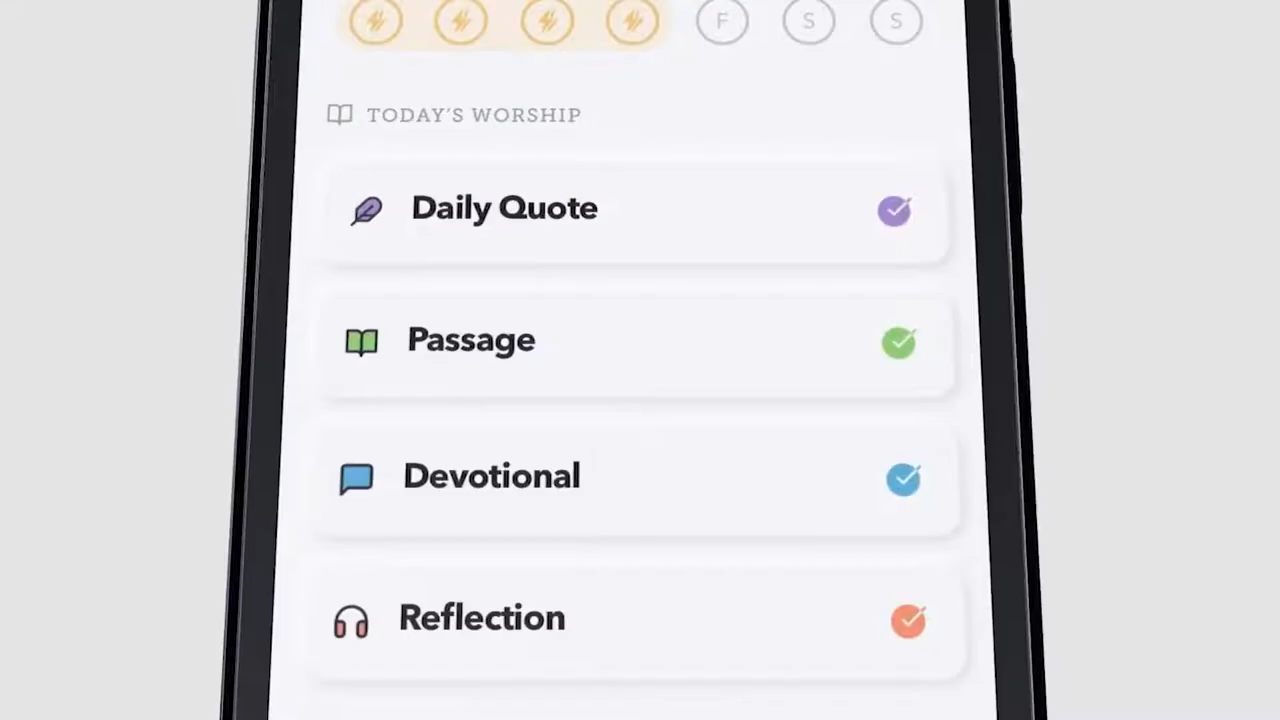 F S S
TODAY'S WORSHIP
Daily Quote
Passage
Devotional
Reflection